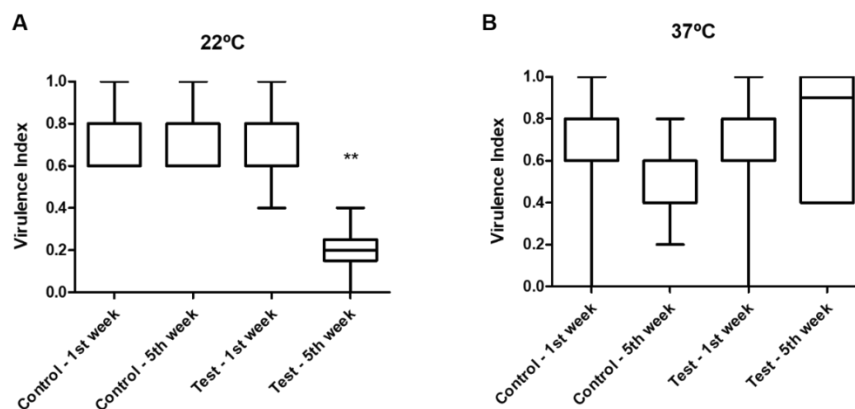 A
22ºC
Virulence Index
1.0
0.8
0.6
0.4
0.2
0.0
**
Control - 1st week
Control - 5th week
Test - 1st week
Test - 5th week
B
37ºC
Virulence Index
1.0
0.8
0.6
0.4
0.2
0.0
Control - 1st week
Control - 5th week
Test - 1st week
Test - 5th week